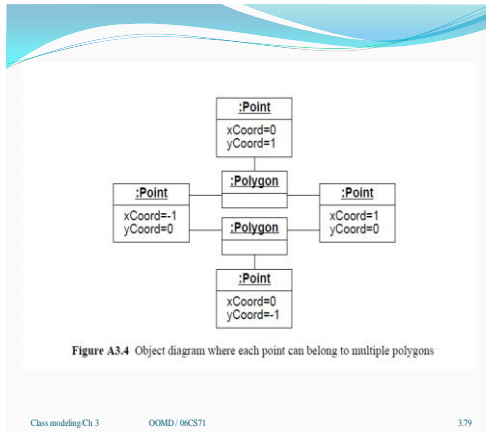 :Point
xCoord=0
yCoord=1
:Polygon
:Point
xCoord=-1
yCoord=0
:Point
xCoord=1
yCoord=0
:Polygon
:Point
xCoord=0
yCoord=-1
Figure A3.4 Object diagram where each point can belong to multiple polygons
Class modeling/Ch 3 OOMD / 06CS71 3.79